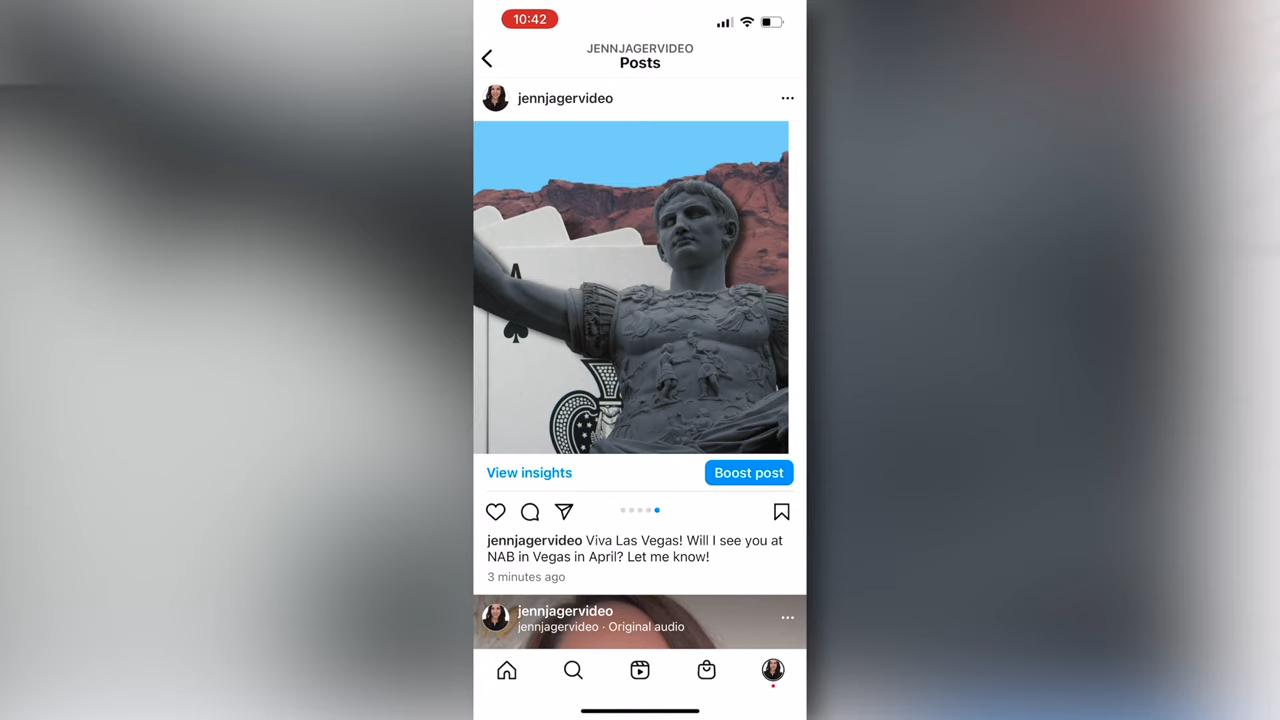 10:42
JENNJAGERVIDEO
Posts
jennjagervideo
A
View insights
Boost post
jennjagervideo Viva Las Vegas! Will I see you at
NAB in Vegas in April? Let me know!
3 minutes ago
jennjagervideo
jennjagervideo · Original audio